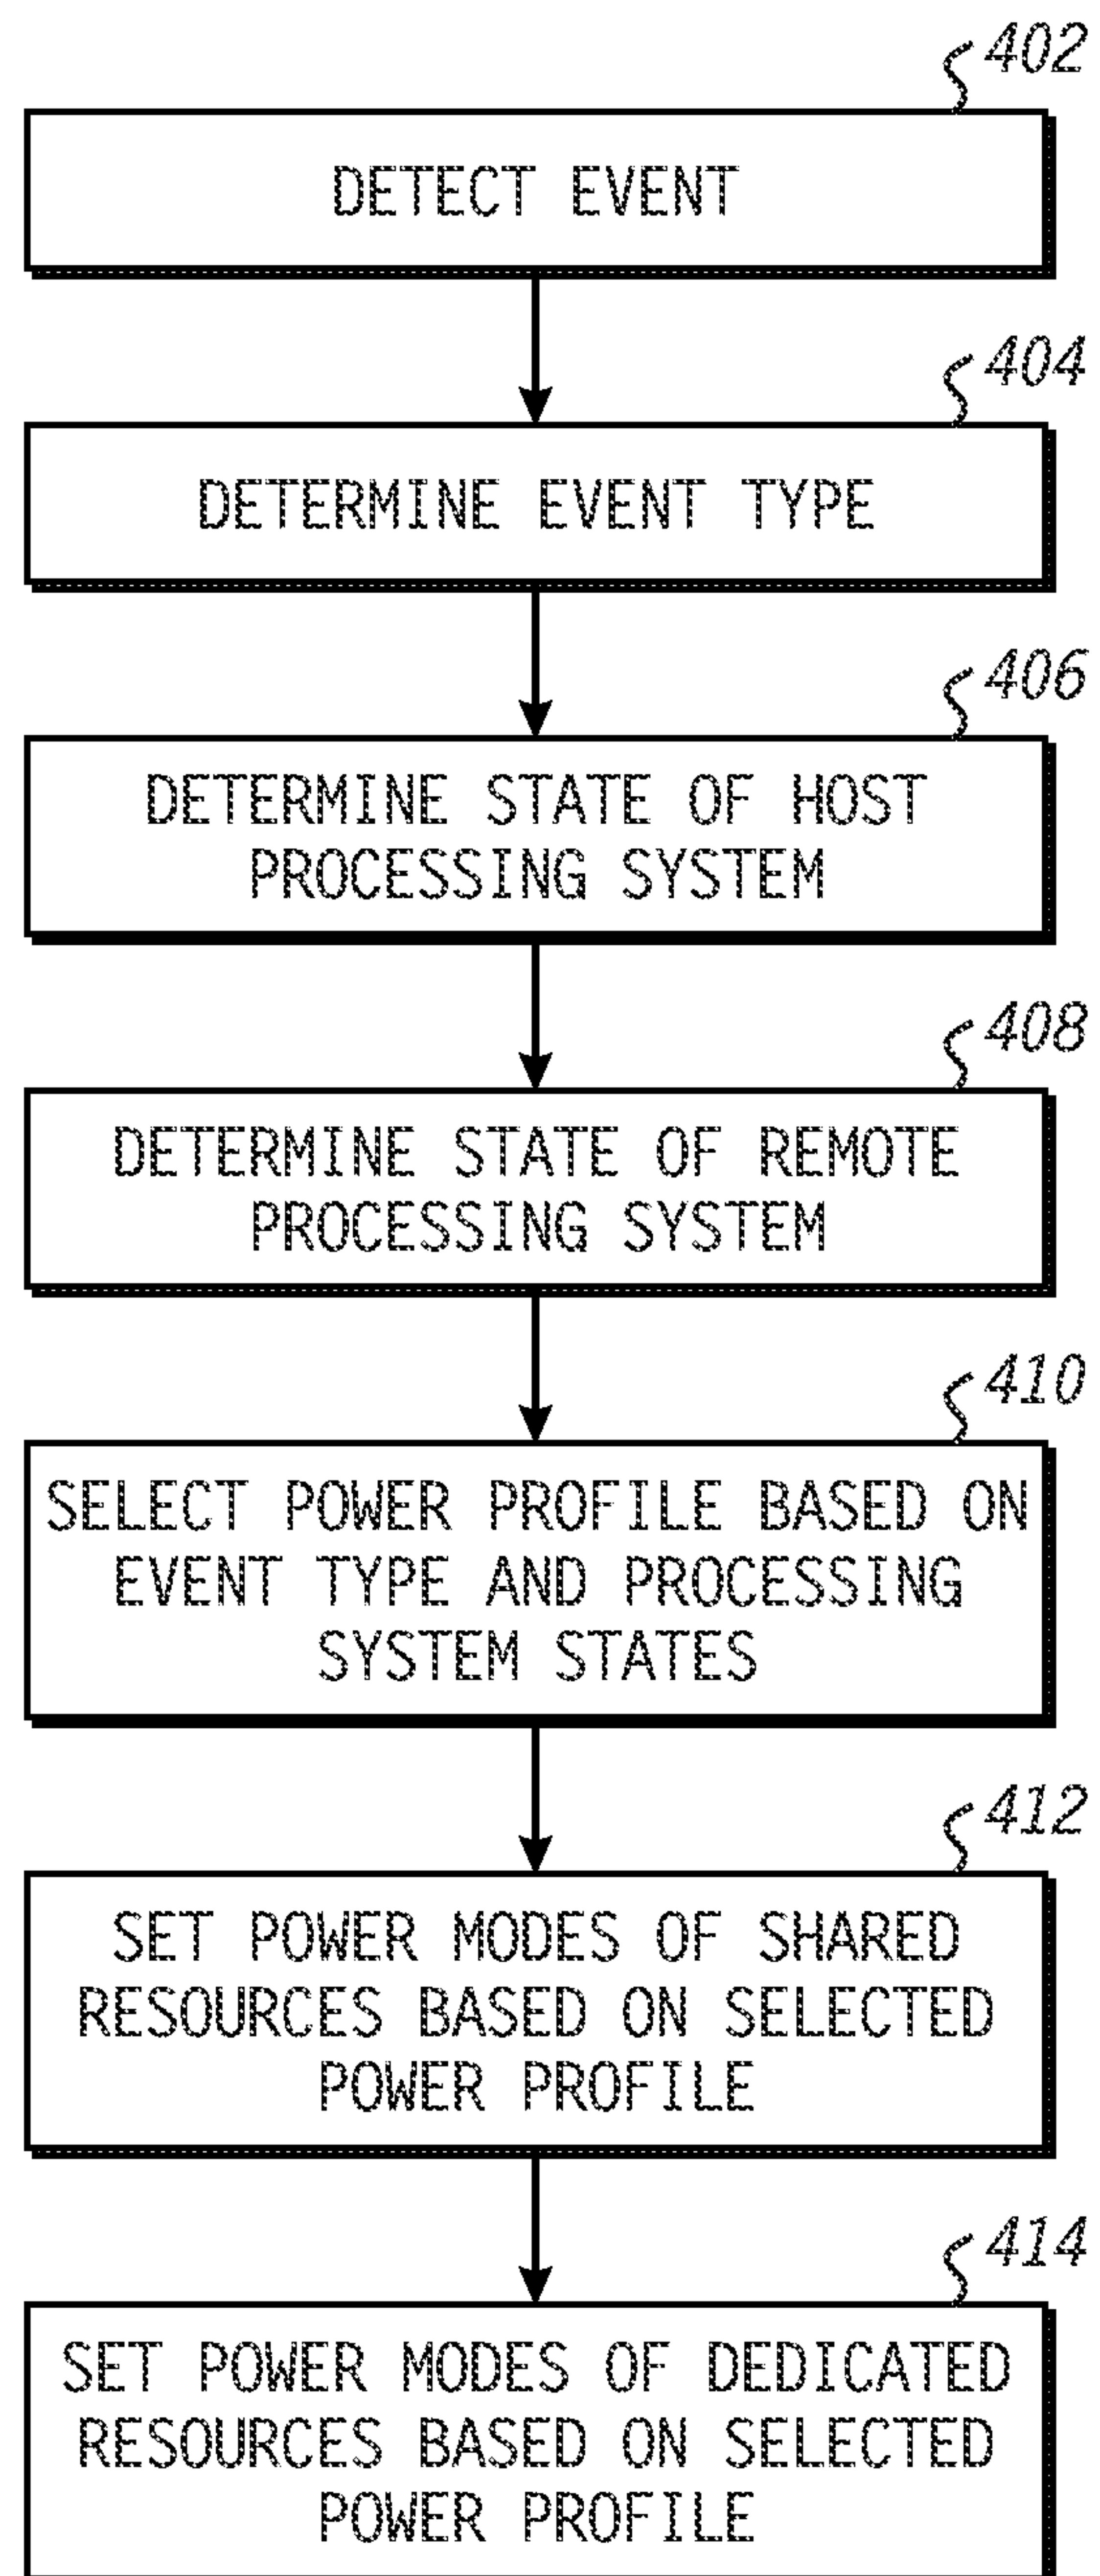 402
DETECT EVENT
404
DETERMINE EVENT TYPE
406
DETERMINE STATE OF HOST
PROCESSING SYSTEM
408
DETERMINE STATE OF REMOTE
PROCESSING SYSTEM
410
SELECT POWER PROFILE BASED ON
EVENT TYPE AND PROCESSING
SYSTEM STATES
412
SET POWER MODES OF SHARED
RESOURCES BASED ON SELECTED
POWER PROFILE
414
SET POWER MODES OF DEDICATED
RESOURCES BASED ON SELECTED
POWER PROFILE